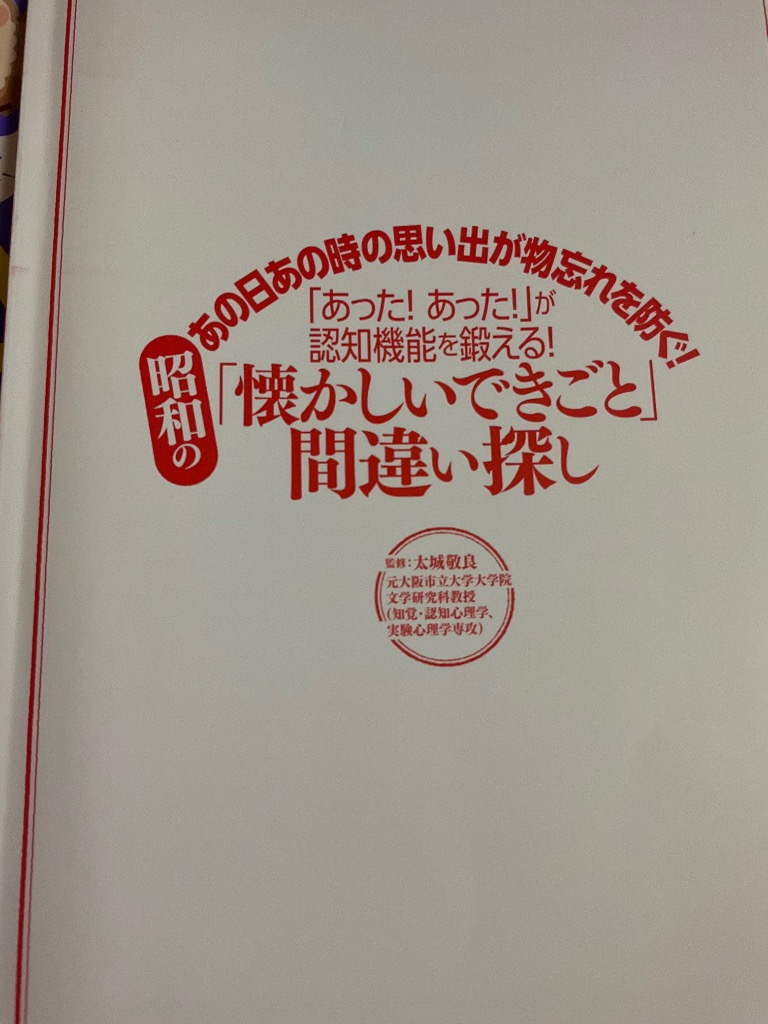 あの日あの時の思い出が物忘れを防ぐ!
「あった! あった!」が
認知機能を鍛える!
昭和の
「懐かしいできごと」
間違い探し
監修:太城敬良
元大阪市立大学大学院
文学研究科教授
(知覚・認知心理学、
実験心理学専攻)